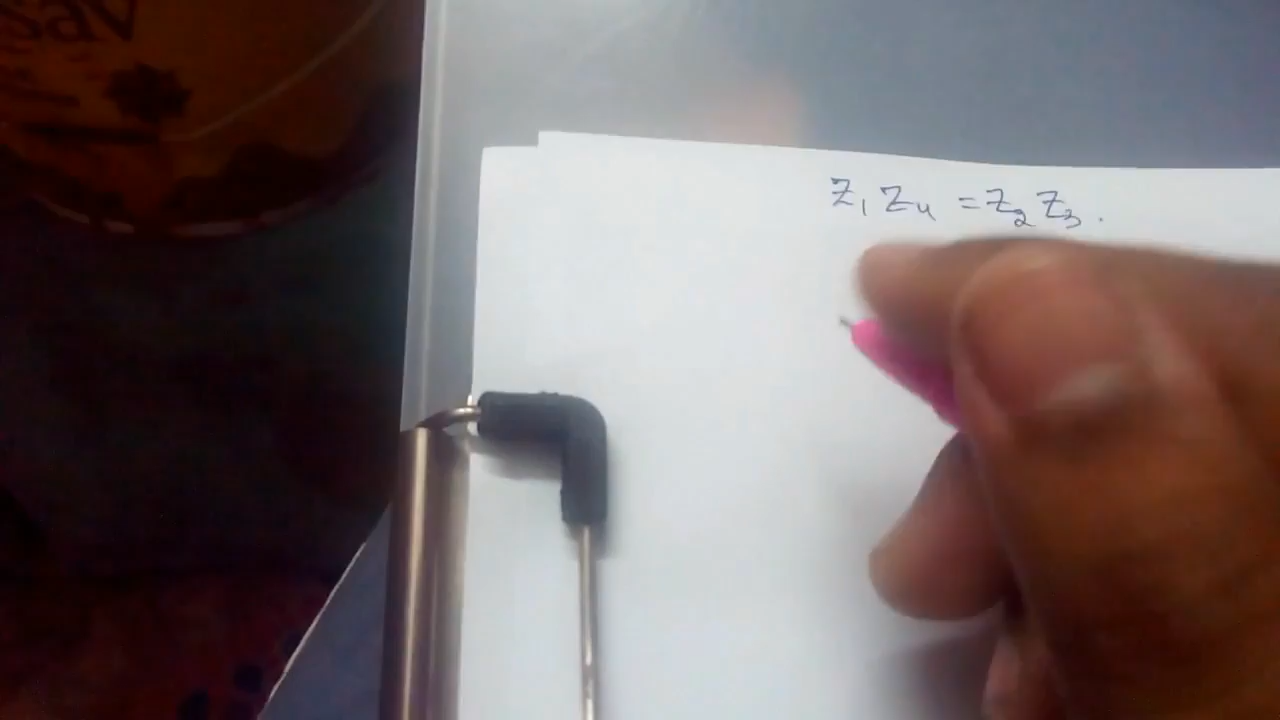 Z₁ Z₄ = Z₂ Z₃.